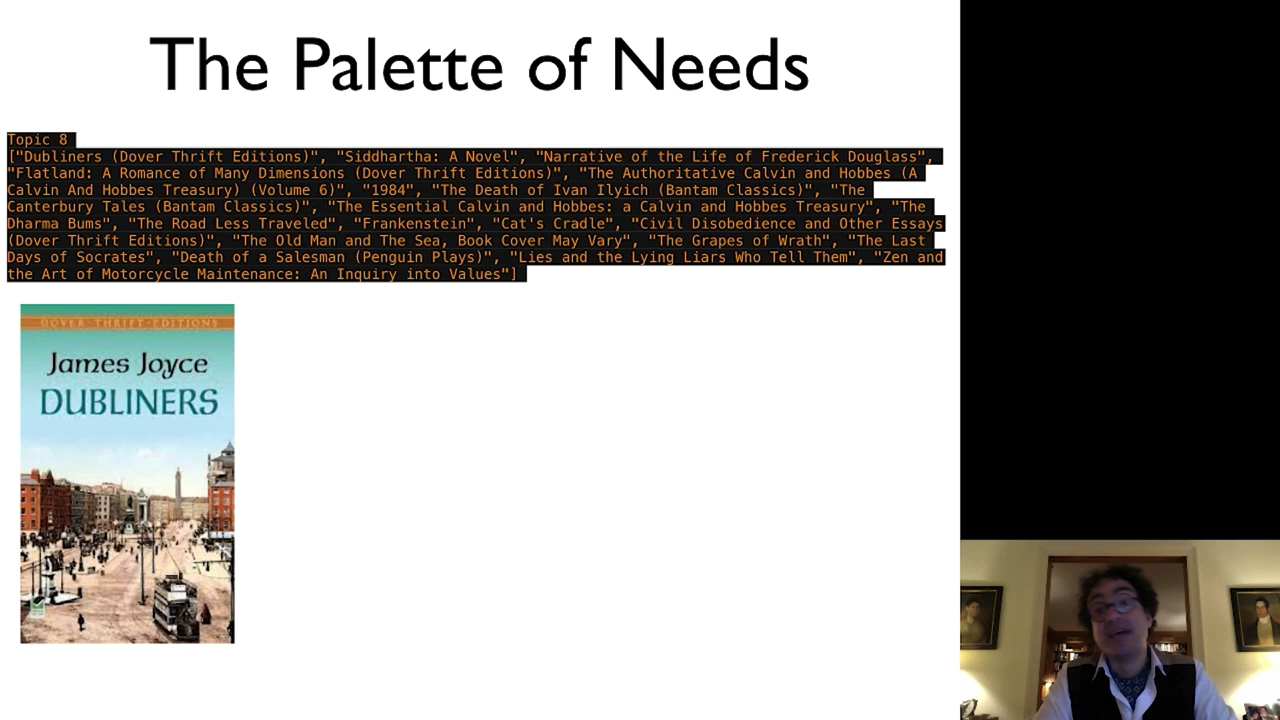 The Palette of Needs
Topic 8
["Dubliners (Dover Thrift Editions)", "Siddhartha: A Novel", "Narrative of the Life of Frederick Douglass",
"Flatland: A Romance of Many Dimensions (Dover Thrift Editions)", "The Authoritative Calvin and Hobbes (A
Calvin And Hobbes Treasury) (Volume 6)", "1984", "The Death of Ivan Ilyich (Bantam Classics)", "The
Canterbury Tales (Bantam Classics)", "The Essential Calvin and Hobbes: a Calvin and Hobbes Treasury", "The
Dharma Bums", "The Road Less Traveled", "Frankenstein", "Cat's Cradle", "Civil Disobedience and Other Essays
(Dover Thrift Editions)", "The Old Man and The Sea, Book Cover May Vary", "The Grapes of Wrath", "The Last
Days of Socrates", "Death of a Salesman (Penguin Plays)", "Lies and the Lying Liars Who Tell Them", "Zen and
the Art of Motorcycle Maintenance: An Inquiry into Values"]
DOVER·THRIFT·EDITIONS
James Joyce
DUBLINERS